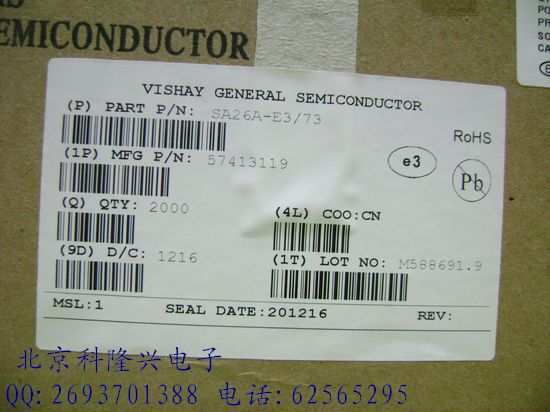 SEMICONDUCTOR
VISHAY GENERAL SEMICONDUCTOR
(P) PART P/N: SA26A-E3/73
RoHS
(1P) MFG P/N: 57413119
e3
Pb
(Q) QTY: 2000
(4L) COO:CN
(9D) D/C: 1216
(1T) LOT NO: M588691.9
MSL:1 SEAL DATE:201216 REV:
北京科隆兴电子
QQ:2693701388 电话:62565295